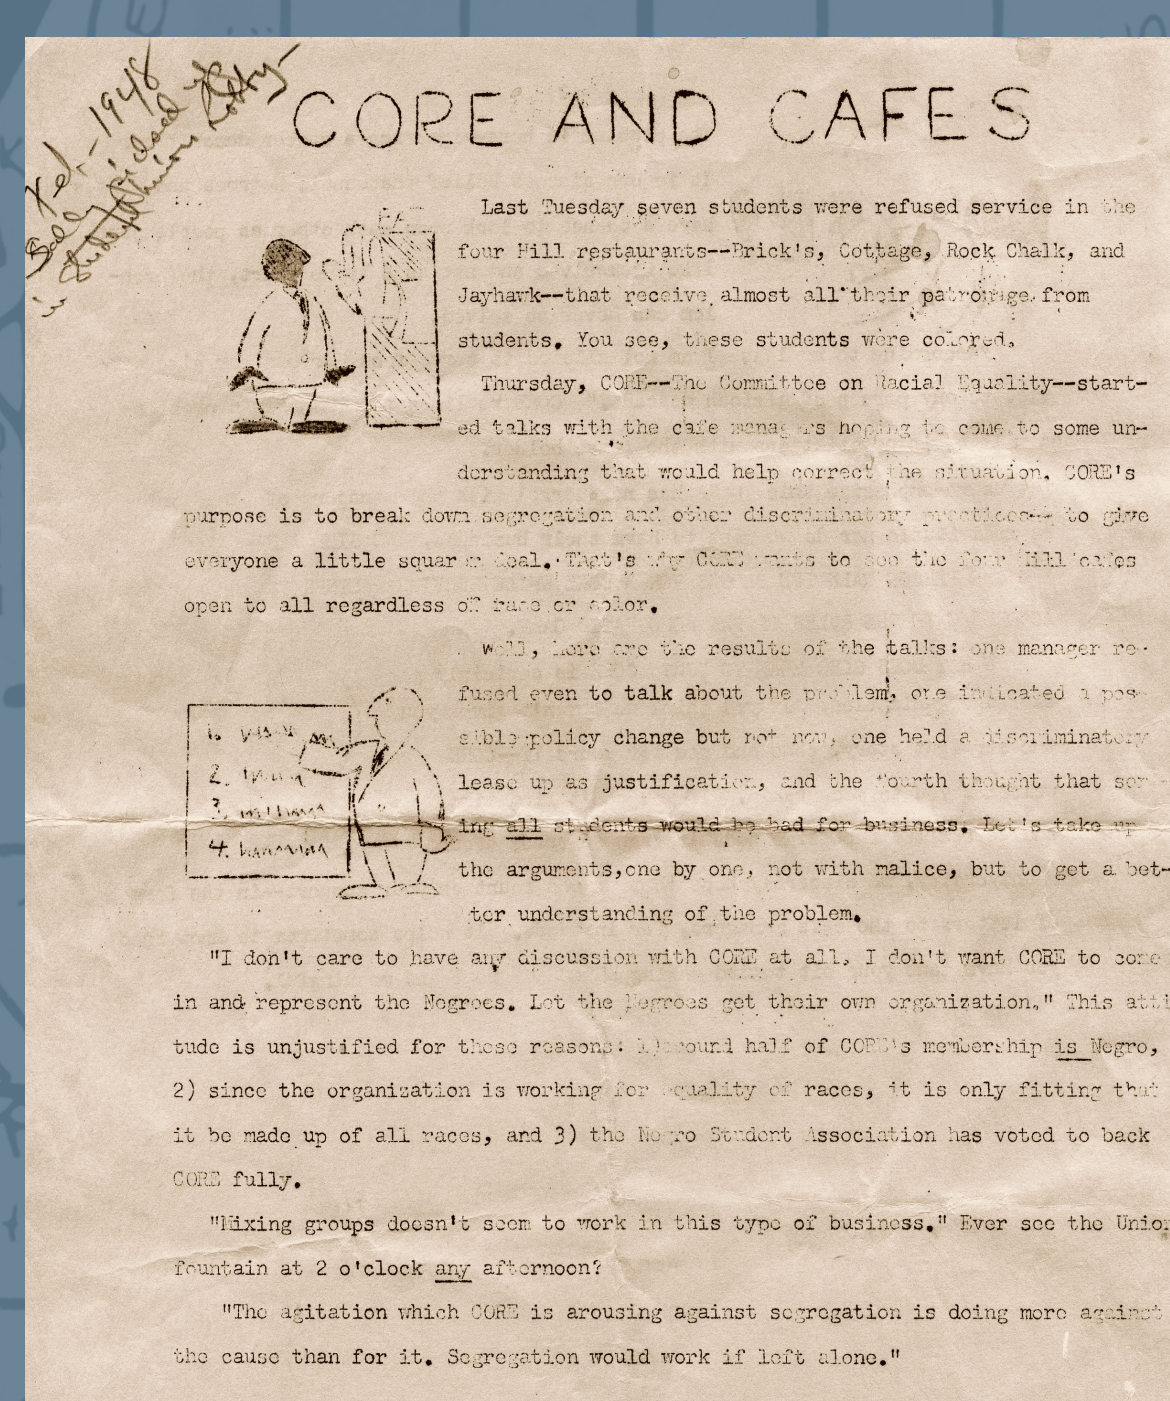 Feb.-1948
Sally picked up
in Student Union Lobby-
CORE AND CAFES
Last Tuesday seven students were refused service in the
four Hill restaurants--Brick's, Cottage, Rock Chalk, and
Jayhawk--that receive almost all their patronage from
students. You see, these students were colored.
Thursday, CORE--The Committee on Racial Equality--start-
ed talks with the cafe managers hoping to come to some un-
derstanding that would help correct the situation. CORE's
purpose is to break down segregation and other discriminatory practices-- to give
everyone a little squarer deal. That's why CORE wants to see the four Hill cafes
open to all regardless of race or color.
Well, here are the results of the talks: one manager re-
fused even to talk about the problem, one indicated a pos-
sible policy change but not now, one held a discriminatory
lease up as justification, and the fourth thought that ser-
ing all students would be bad for business. Let's take up
the arguments,one by one, not with malice, but to get a bet-
ter understanding of the problem.
1.
2.
3.
4.
"I don't care to have any discussion with CORE at all, I don't want CORE to come
in and represent the Negroes. Let the Negroes get their own organization." This atti
tude is unjustified for these reasons: 1)around half of CORE's membership is Negro,
2) since the organization is working for equality of races, it is only fitting that
it be made up of all races, and 3) the Negro Student Association has voted to back
CORE fully.
"Mixing groups doesn't seem to work in this type of business." Ever see the Union
fountain at 2 o'clock any afternoon?
"The agitation which CORE is arousing against segregation is doing more against
the cause than for it. Segregation would work if left alone."